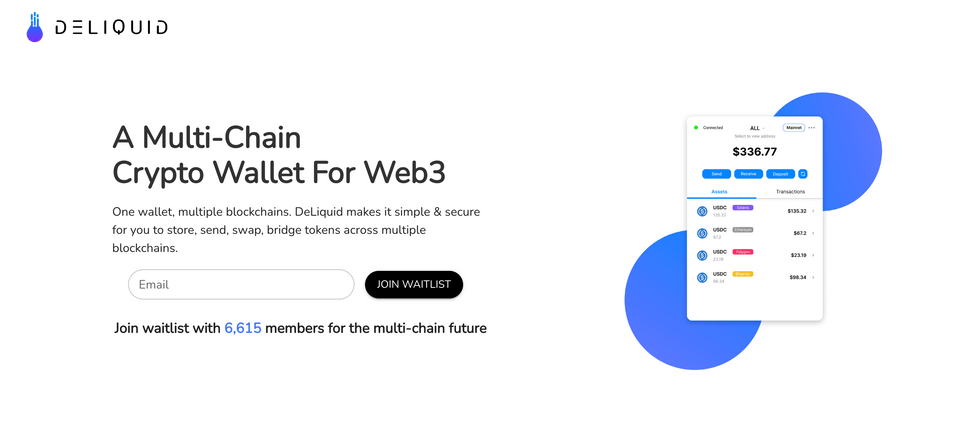 DELIQUID
A Multi-Chain
Crypto Wallet For Web3
One wallet, multiple blockchains. DeLiquid makes it simple & secure
for you to store, send, swap, bridge tokens across multiple
blockchains.
Email JOIN WAITLIST
Join waitlist with 6,615 members for the multi-chain future
Connected ALL Mainnet
Select to view address
$336.77
Send Receive Deposit
Assets Transactions
USDC Solana $135.32
135.32
USDC Ethereum $67.2
67.2
USDC Polygon $23.19
23.19
USDC $98.34
98.34